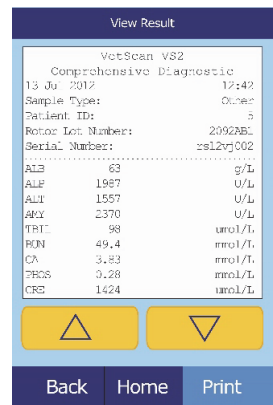 View Result
VetScan VS2
Comprehensive Diagnostic
13 Jul 2012 12:42
Sample Type: Other
Patient ID: 5
Rotor Lot Number: 2092AB1
Serial Number: rsl2vj002
ALB 63 g/L
ALP 1987 U/L
ALT 1557 U/L
AMY 2370 U/L
TBIL 98 umol/L
BUN 49.4 mmol/L
CA 3.83 mmol/L
PHOS 0.28 mmol/L
CRE 1424 umol/L
Back Home Print